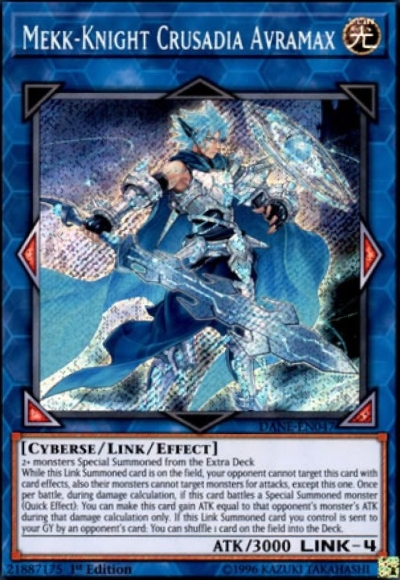 MEKK-KNIGHT CRUSADIA AVRAMAX
光
DANE-EN047
[CYBERSE/LINK/EFFECT]
2+ monsters Special Summoned from the Extra Deck
While this Link Summoned card is on the field, your opponent cannot target this card with
card effects, also their monsters cannot target monsters for attacks, except this one. Once
per battle, during damage calculation, if this card battles a Special Summoned monster
(Quick Effect): You can make this card gain ATK equal to that opponent's monster's ATK
during that damage calculation only. If this Link Summoned card you control is sent to
your GY by an opponent's card: You can shuffle 1 card on the field into the Deck.
ATK/3000 LINK-4
21887175 1st Edition ©1996 KAZUKI TAKAHASHI